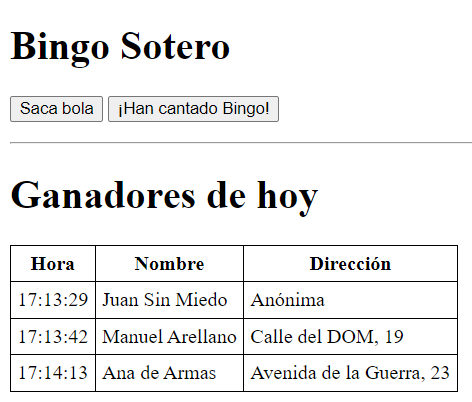 Bingo Sotero
Saca bola ¡Han cantado Bingo!
Ganadores de hoy
Hora Nombre Dirección
17:13:29 Juan Sin Miedo Anónima
17:13:42 Manuel Arellano Calle del DOM, 19
17:14:13 Ana de Armas Avenida de la Guerra, 23